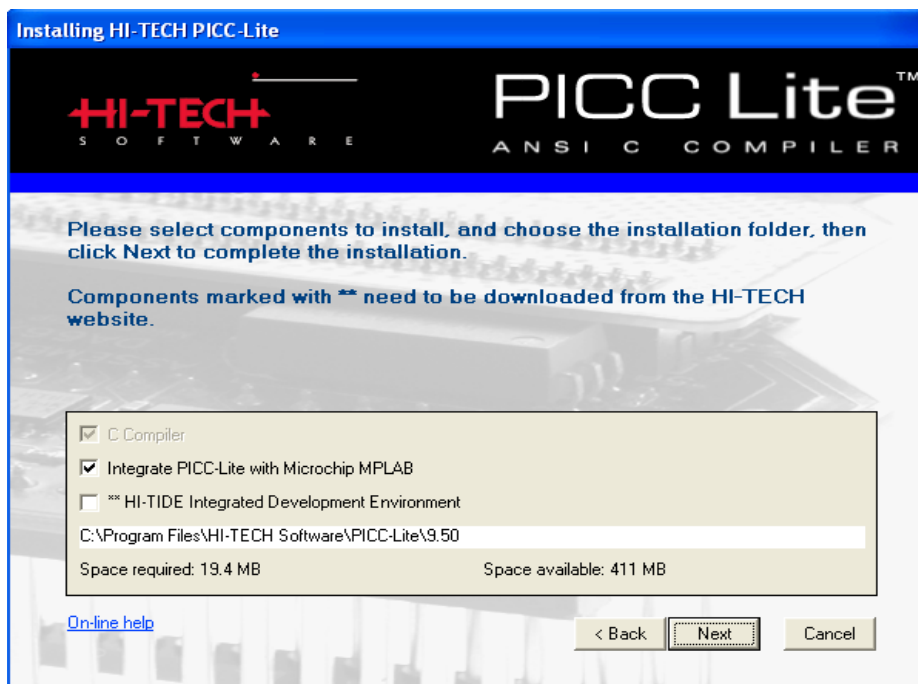 Installing HI-TECH PICC-Lite
HI-TECH
SOFTWARE
PICC Lite™
ANSI C COMPILER
Please select components to install, and choose the installation folder, then
click Next to complete the installation.
Components marked with ** need to be downloaded from the HI-TECH
website.
C Compiler
Integrate PICC-Lite with Microchip MPLAB
** HI-TIDE Integrated Development Environment
C:\Program Files\HI-TECH Software\PICC-Lite\9.50
Space required: 19.4 MB Space available: 411 MB
On-line help < Back Next Cancel